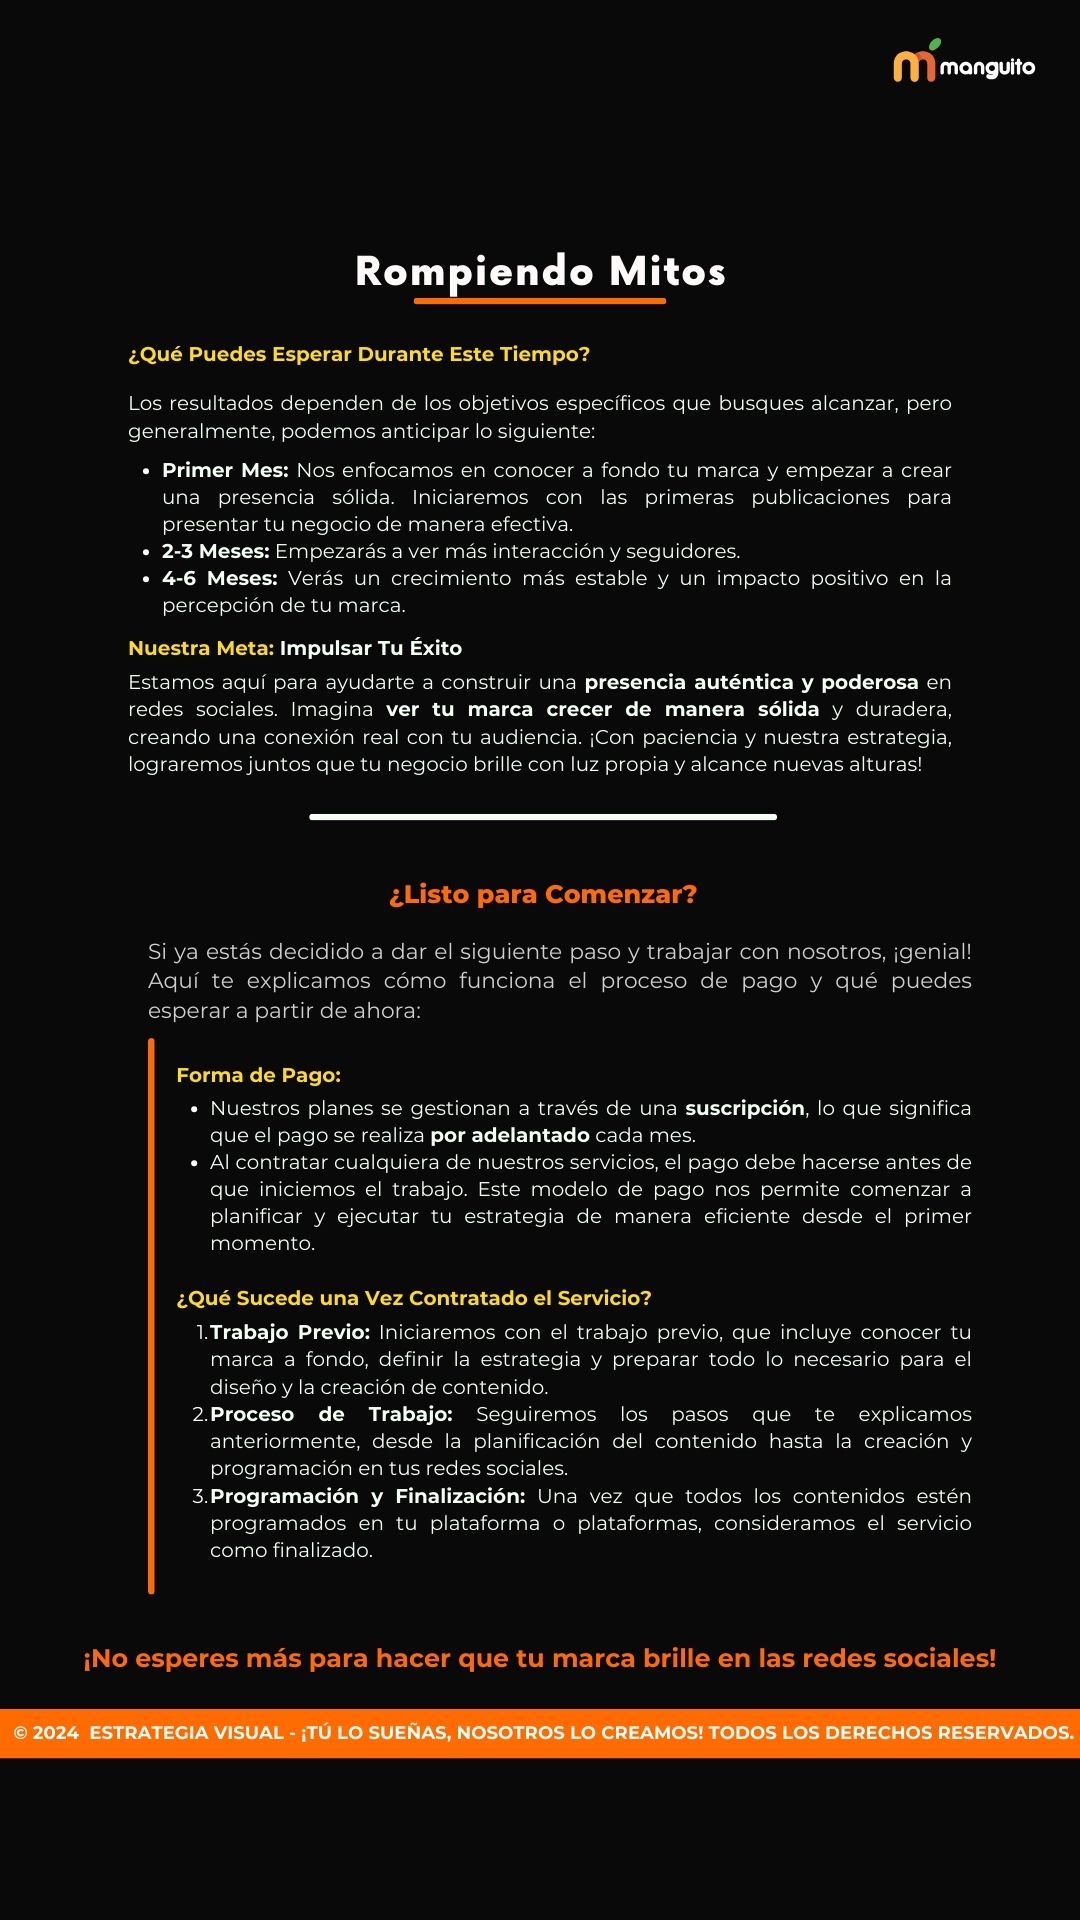 manguito
Rompiendo Mitos
¿Qué Puedes Esperar Durante Este Tiempo?
Los resultados dependen de los objetivos específicos que busques alcanzar, pero
generalmente, podemos anticipar lo siguiente:
• Primer Mes: Nos enfocamos en conocer a fondo tu marca y empezar a crear
una presencia sólida. Iniciaremos con las primeras publicaciones para
presentar tu negocio de manera efectiva.
• 2-3 Meses: Empezarás a ver más interacción y seguidores.
• 4-6 Meses: Verás un crecimiento más estable y un impacto positivo en la
percepción de tu marca.
Nuestra Meta: Impulsar Tu Éxito
Estamos aquí para ayudarte a construir una presencia auténtica y poderosa en
redes sociales. Imagina ver tu marca crecer de manera sólida y duradera,
creando una conexión real con tu audiencia. ¡Con paciencia y nuestra estrategia,
lograremos juntos que tu negocio brille con luz propia y alcance nuevas alturas!
¿Listo para Comenzar?
Si ya estás decidido a dar el siguiente paso y trabajar con nosotros, ¡genial!
Aquí te explicamos cómo funciona el proceso de pago y qué puedes
esperar a partir de ahora:
Forma de Pago:
• Nuestros planes se gestionan a través de una suscripción, lo que significa
que el pago se realiza por adelantado cada mes.
• Al contratar cualquiera de nuestros servicios, el pago debe hacerse antes de
que iniciemos el trabajo. Este modelo de pago nos permite comenzar a
planificar y ejecutar tu estrategia de manera eficiente desde el primer
momento.
¿Qué Sucede una Vez Contratado el Servicio?
1. Trabajo Previo: Iniciaremos con el trabajo previo, que incluye conocer tu
marca a fondo, definir la estrategia y preparar todo lo necesario para el
diseño y la creación de contenido.
2. Proceso de Trabajo: Seguiremos los pasos que te explicamos
anteriormente, desde la planificación del contenido hasta la creación y
programación en tus redes sociales.
3. Programación y Finalización: Una vez que todos los contenidos estén
programados en tu plataforma o plataformas, consideramos el servicio
como finalizado.
¡No esperes más para hacer que tu marca brille en las redes sociales!
© 2024 ESTRATEGIA VISUAL - ¡TÚ LO SUEÑAS, NOSOTROS LO CREAMOS! TODOS LOS DERECHOS RESERVADOS.